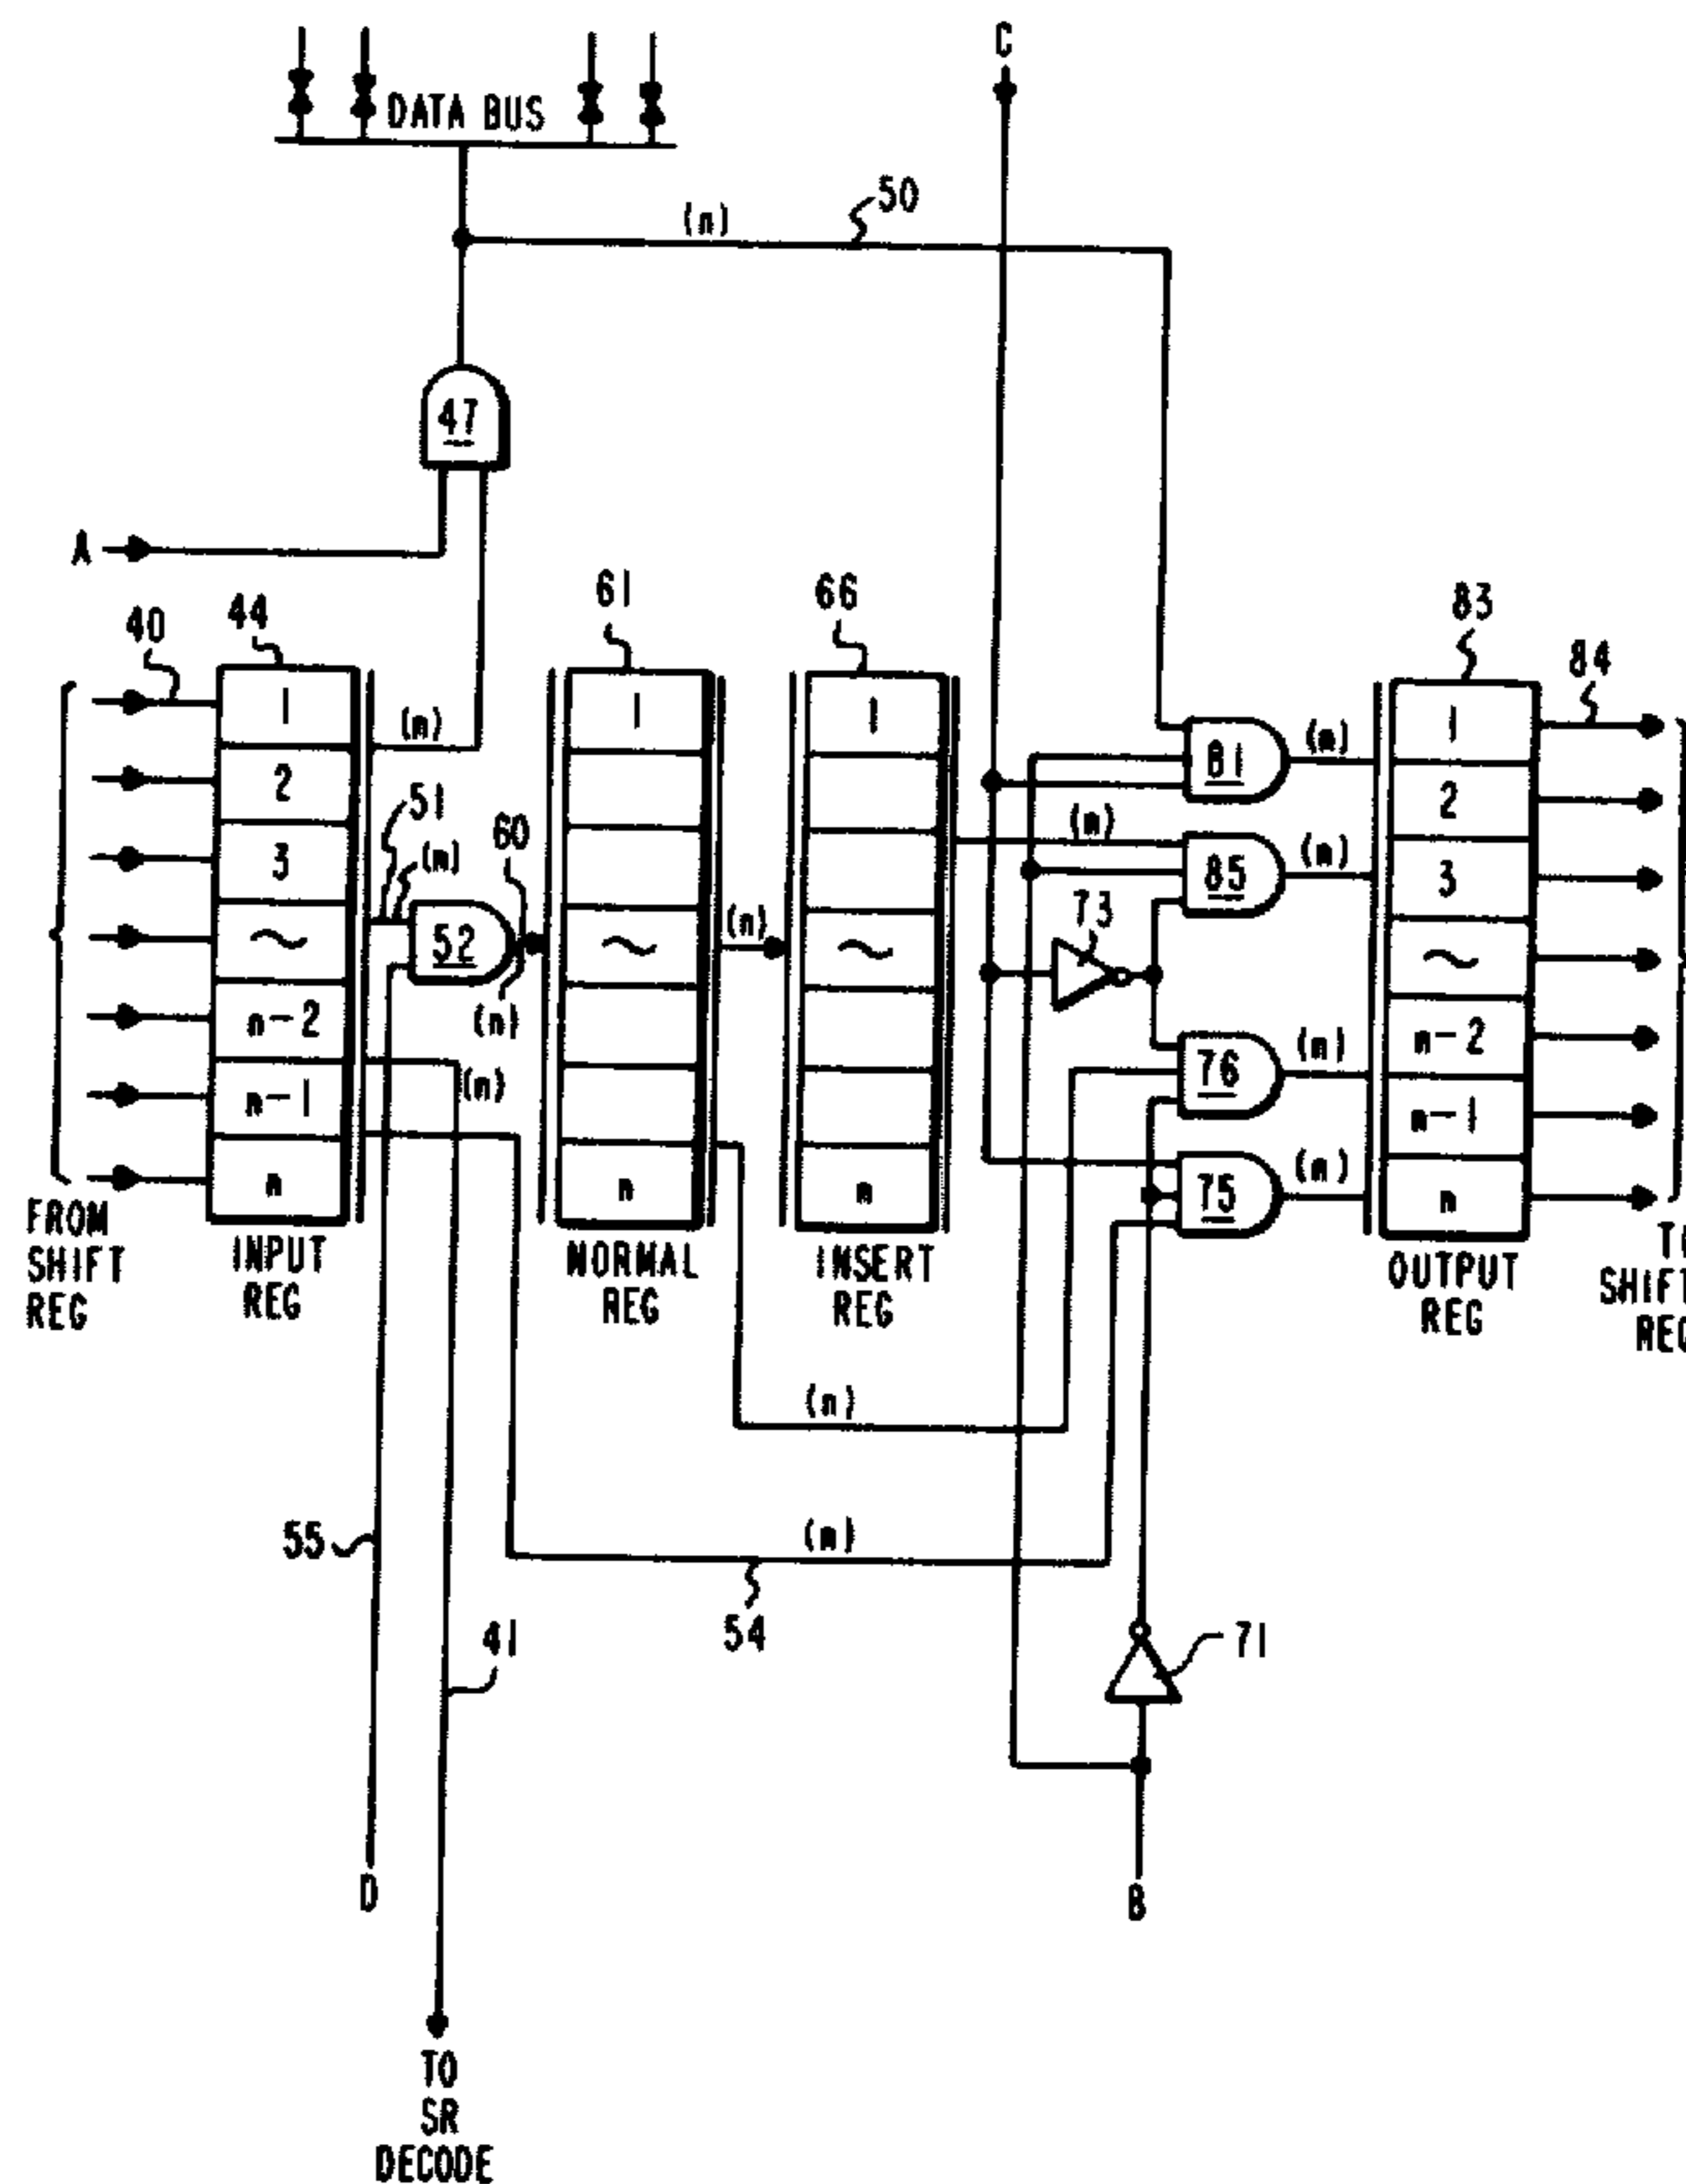 C
DATA BUS
(n)
50
47
A
40
44
61
66
83
84
1
2
3
~
n-2
n-1
n
(n)
51
(n)
52
60
(n)
(n)
1
~
n
(n)
1
~
n
81
(n)
(n)
85
(n)
73
76
(n)
75
(n)
1
2
3
~
n-2
n-1
n
FROM
SHIFT
REG
INPUT
REG
NORMAL
REG
INSERT
REG
OUTPUT
REG
SHIFT
(n)
55
(n)
54
41
71
D
B
TO
SR
DECODE